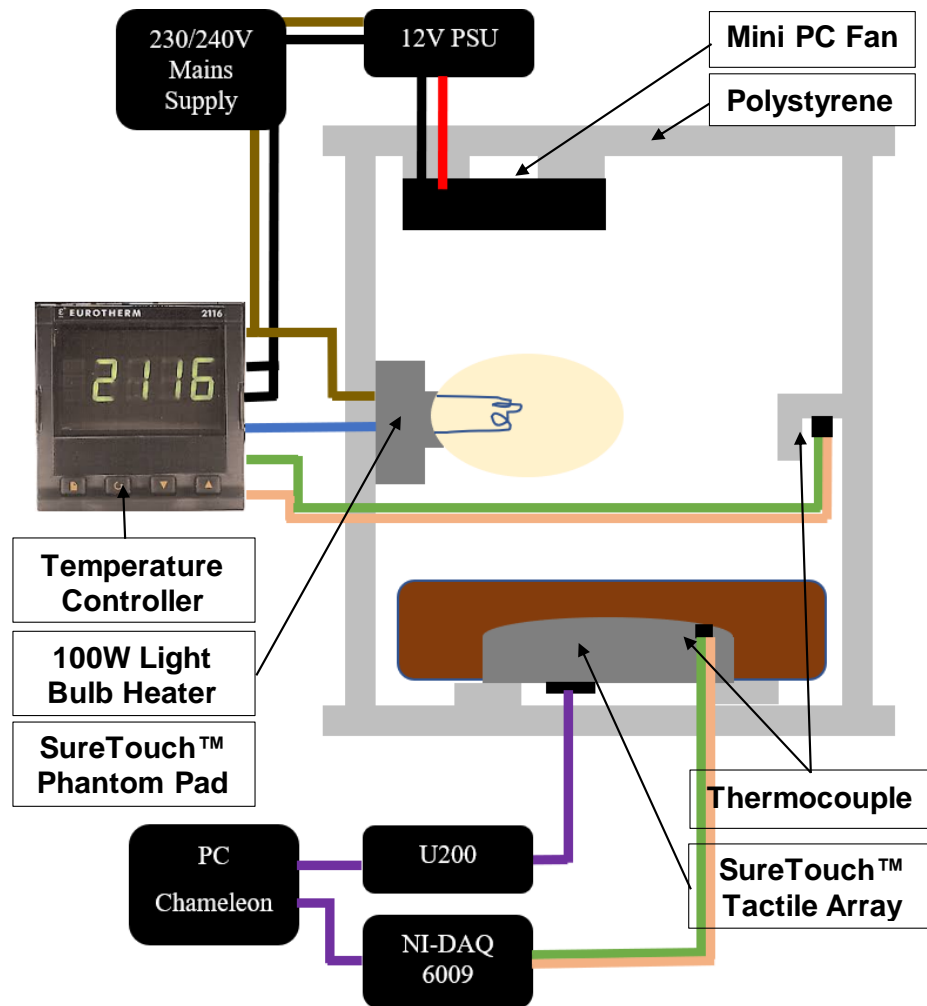 230/240V
Mains
Supply
12V PSU
Mini PC Fan
Polystyrene
EUROTHERM 2116
2116
Temperature
Controller
100W Light
Bulb Heater
SureTouch™
Phantom Pad
Thermocouple
SureTouch™
Tactile Array
PC
Chameleon
U200
NI-DAQ
6009